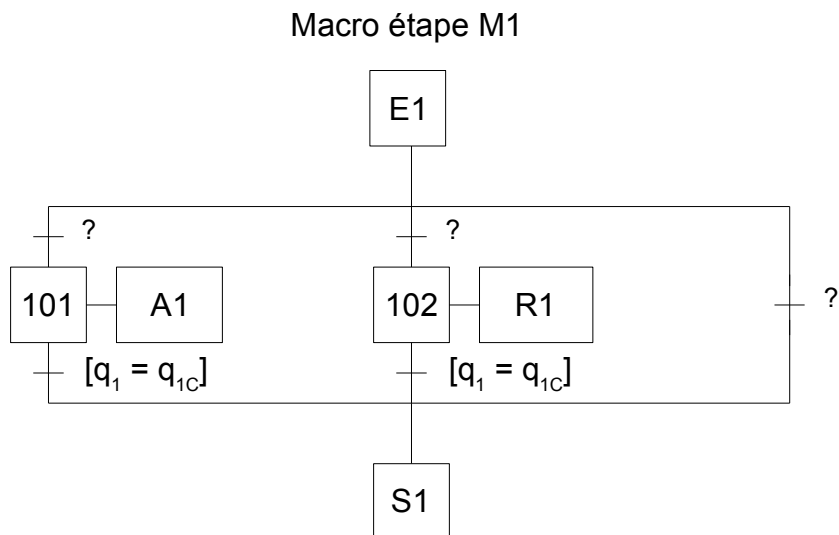 Macro étape M1
E1
?
?
101
A1
102
R1
?
[q₁ = q₁C]
[q₁ = q₁C]
S1